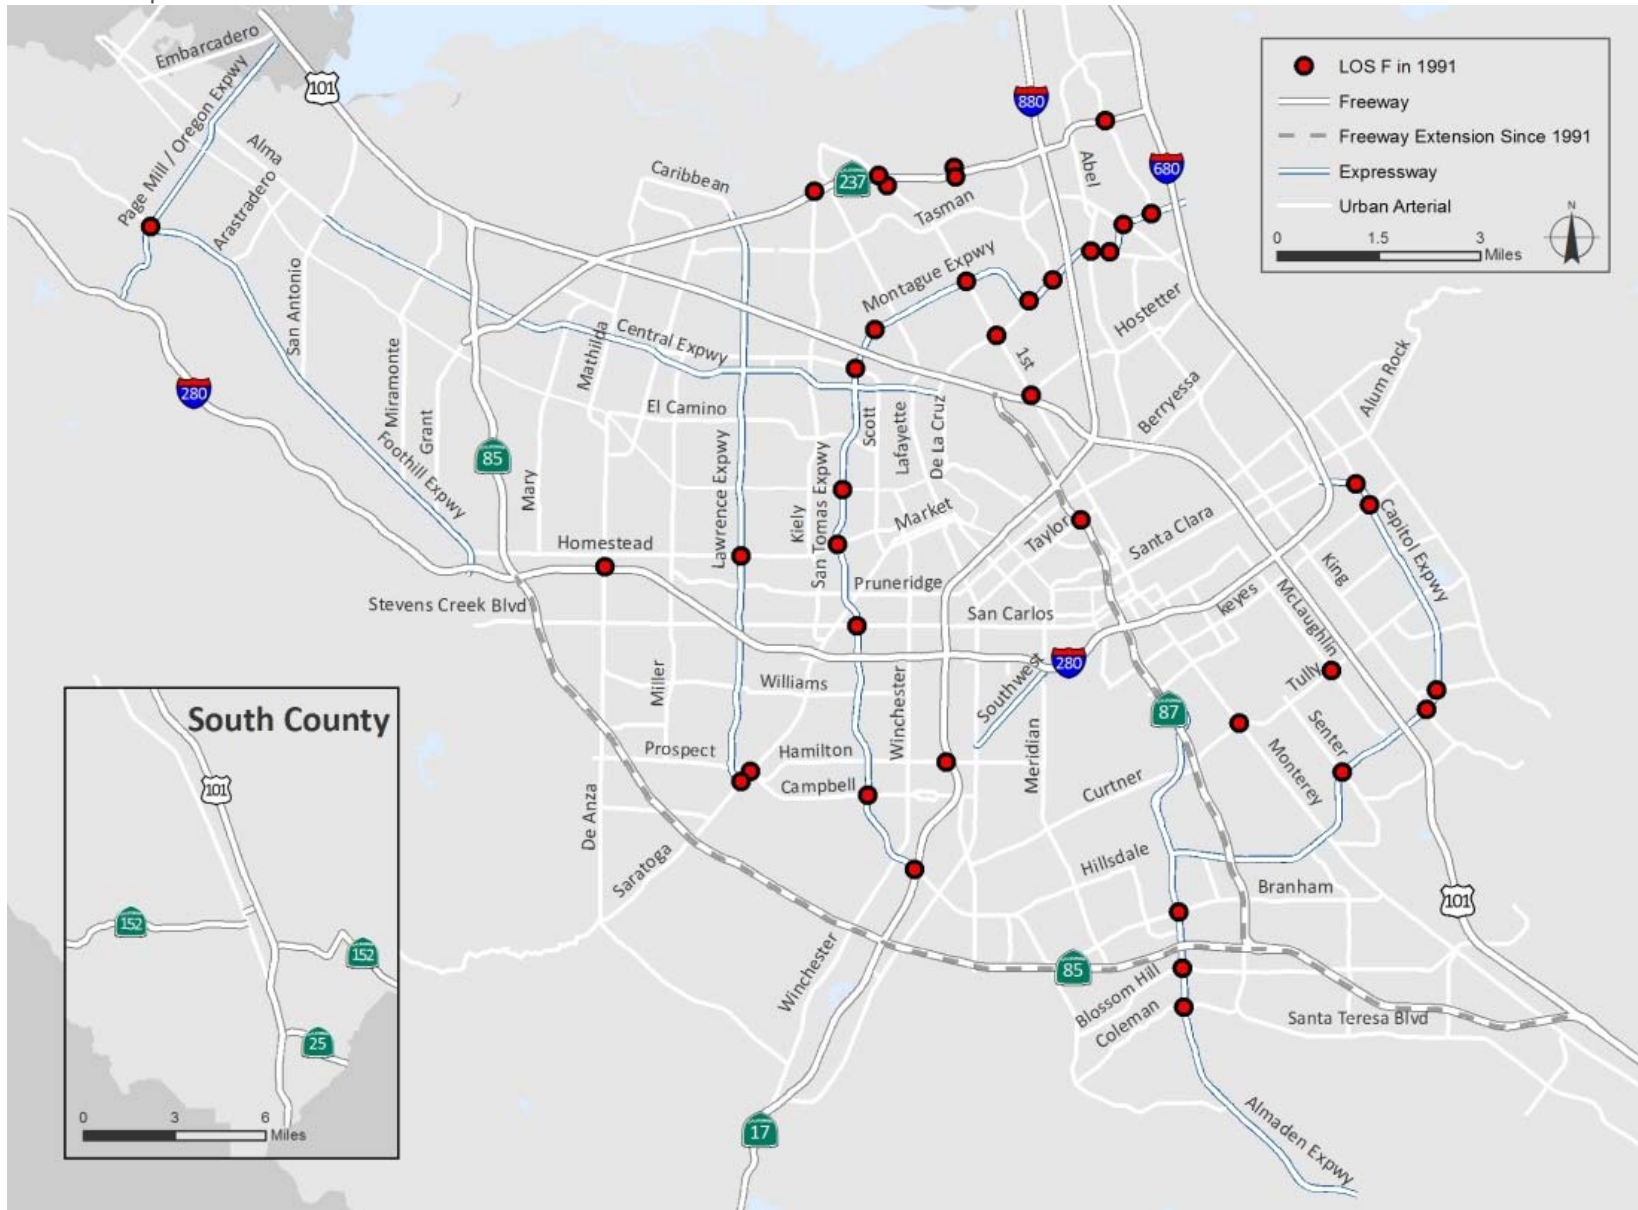 Embarcadero
101
Page Mill / Oregon Expwy
Alma
Arastradero
San Antonio
280
Miramonte
Grant
Foothill Expwy
85
Mary
Mathilda
Central Expwy
El Camino
Caribbean
237
Tasman
880
Abel
680
Montague Expwy
1st
Hostetter
Berryessa
Alum Rock
LOS F in 1991
Freeway
Freeway Extension Since 1991
Expressway
Urban Arterial
0 1.5 3
Miles
N
Lawrence Expwy
Kiely
San Tomas Expwy
Scott
Lafayette
De La Cruz
Market
Taylor
Santa Clara
Capitol Expwy
King
McLaughlin
keyes
Homestead
Pruneridge
Stevens Creek Blvd
San Carlos
280
Southwest
Miller
Williams
Winchester
Meridian
87
Tully
Senter
Monterey
Prospect
Hamilton
Campbell
Curtner
De Anza
Saratoga
Hillsdale
Branham
101
Winchester
85
Blossom Hill
Coleman
Santa Teresa Blvd
Almaden Expwy
17
South County
101
152
152
25
0 3 6
Miles